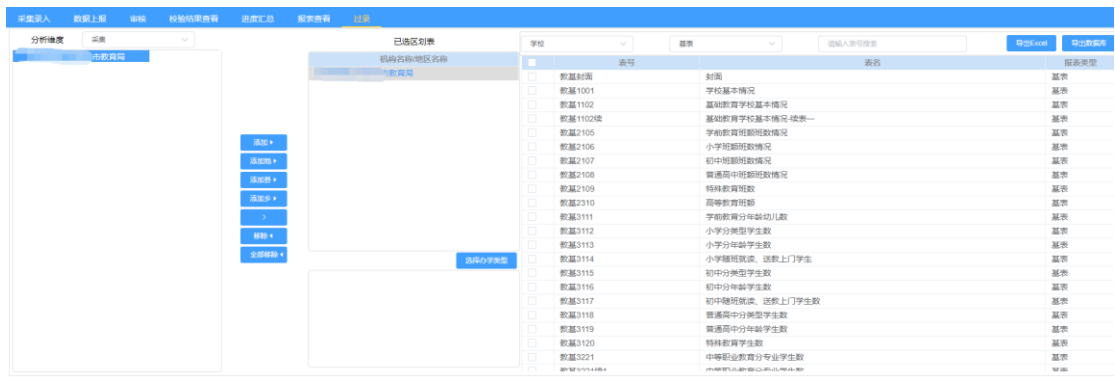 采集录入 数据上报 审核 校验结果查看 进度汇总 报表查看 过录
分析维度 采集
市教育局
添加
添加地
添加县
添加乡
>
移除
全部移除
已选区划表
机构名称/地区名称
市教育局
选择办学类型
学校 基表 请输入表号搜索 导出Excel 导出数据库
表号 表名 报表类型
教基封面 封面 基表
教基1001 学校基本情况 基表
教基1102 基础教育学校基本情况 基表
教基1102续 基础教育学校基本情况-续表一 基表
教基2105 学前教育班额班数情况 基表
教基2106 小学班额班数情况 基表
教基2107 初中班额班数情况 基表
教基2108 普通高中班额班数情况 基表
教基2109 特殊教育班数 基表
教基2310 高等教育班额 基表
教基3111 学前教育分年龄幼儿数 基表
教基3112 小学分类型学生数 基表
教基3113 小学分年龄学生数 基表
教基3114 小学随班就读、送教上门学生 基表
教基3115 初中分类型学生数 基表
教基3116 初中分年龄学生数 基表
教基3117 初中随班就读、送教上门学生数 基表
教基3118 普通高中分类型学生数 基表
教基3119 普通高中分年龄学生数 基表
教基3120 特殊教育学生数 基表
教基3221 中等职业教育分专业学生数 基表